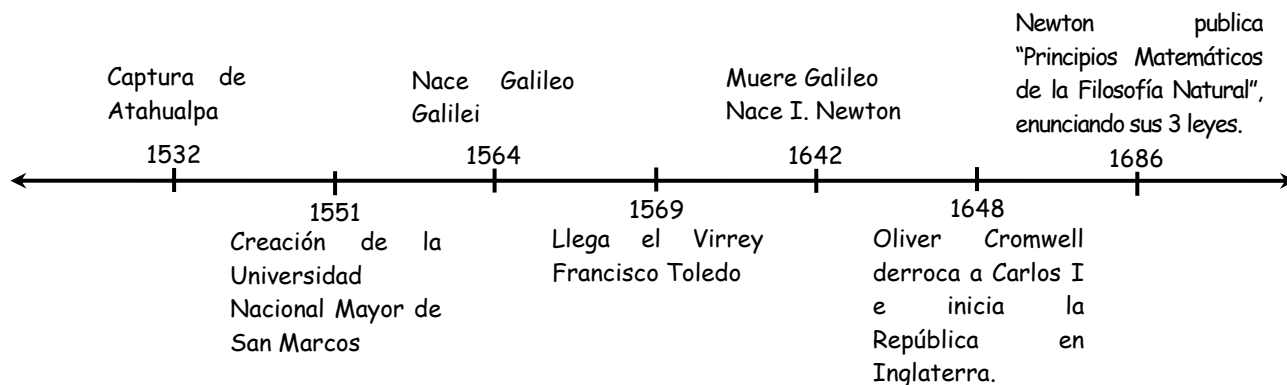 Captura de
Atahualpa
1532
1551
Creación de la
Universidad
Nacional Mayor de
San Marcos
Nace Galileo
Galilei
1564
1569
Llega el Virrey
Francisco Toledo
Muere Galileo
Nace I. Newton
1642
1648
Oliver Cromwell
derroca a Carlos I
e inicia la
República en
Inglaterra.
Newton publica
“Principios Matemáticos
de la Filosofía Natural”,
enunciando sus 3 leyes.
1686